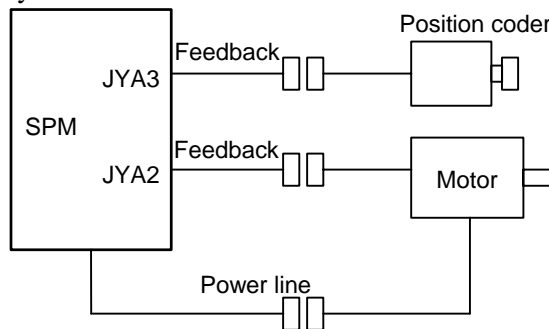 Position coder
Feedback
JYA3
SPM
Feedback
JYA2
Motor
Power line